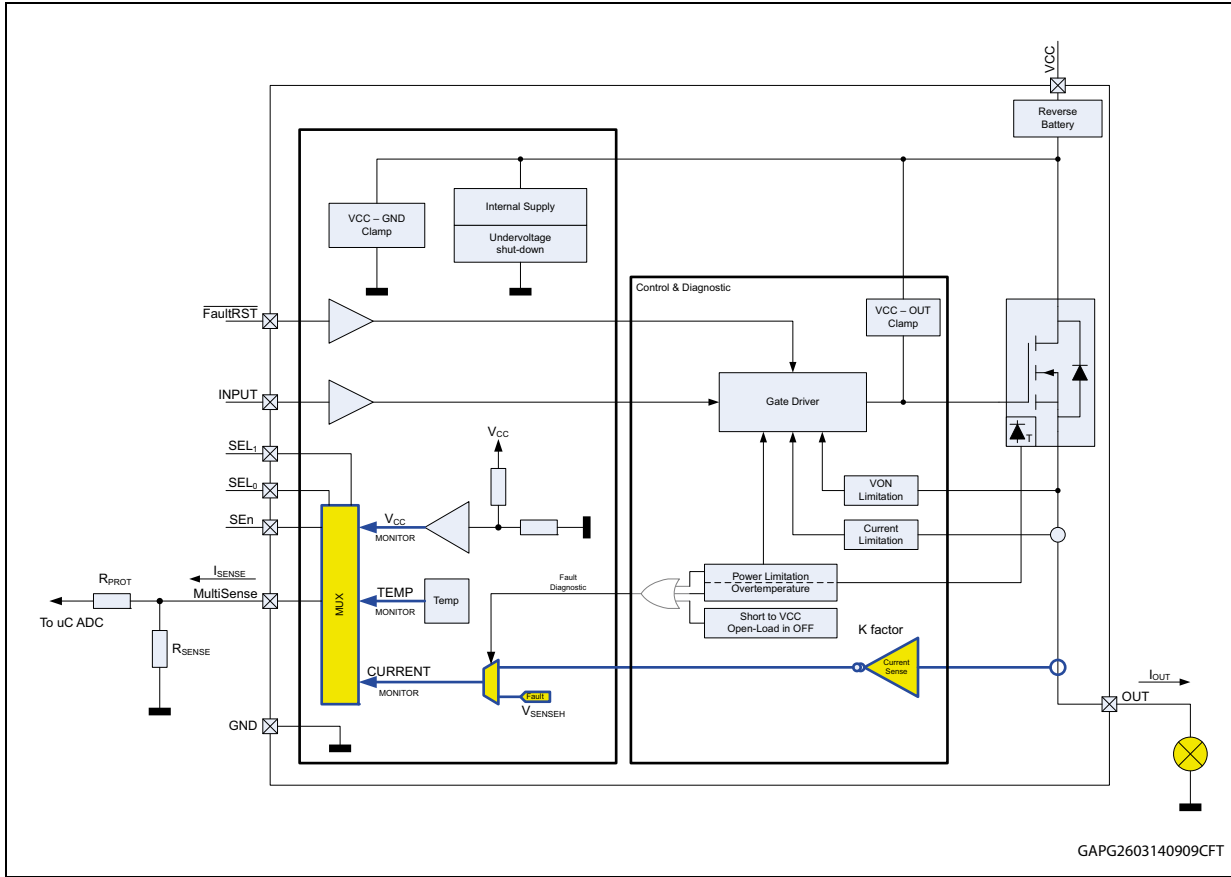 VCC
Reverse
Battery
VCC – GND
Clamp
Internal Supply
Undervoltage
shut-down
Control & Diagnostic
VCC – OUT
Clamp
FaultRST
INPUT
Gate Driver
T
SEL1
SEL0
SEn
VCC
VCC
MONITOR
VON
Limitation
Current
Limitation
RPROT
ISENSE
MultiSense
To uC ADC
RSENSE
MUX
TEMP
MONITOR
Temp
Fault
Diagnostic
Power Limitation
Overtemperature
Short to VCC
Open-Load in OFF
K factor
Current
Sense
CURRENT
MONITOR
Fault
VSENSEH
GND
IOUT
OUT
GAPG2603140909CFT